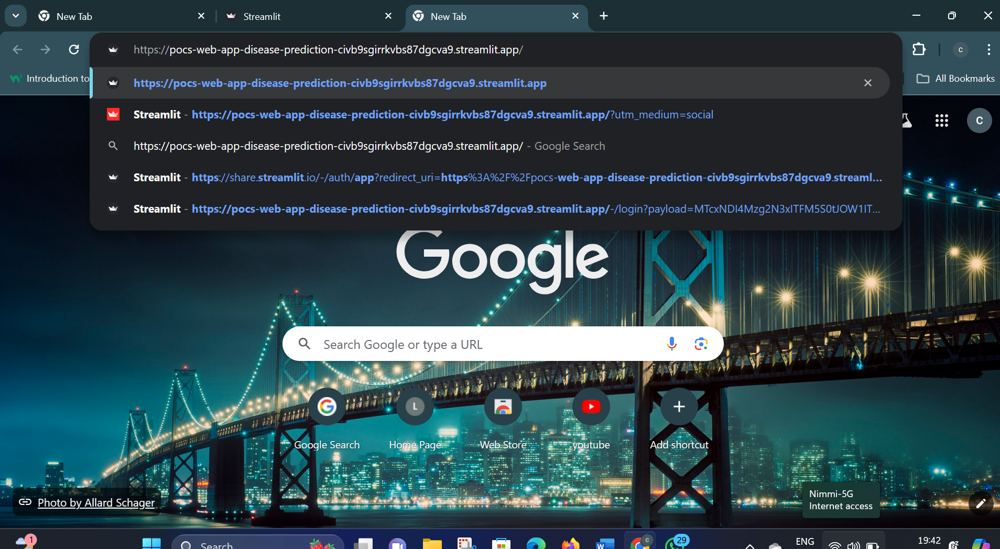 New Tab
Streamlit
New Tab
https://pocs-web-app-disease-prediction-civb9sgirrkvbs87dgcva9.streamlit.app/
c
Introduction to
All Bookmarks
https://pocs-web-app-disease-prediction-civb9sgirrkvbs87dgcva9.streamlit.app
Streamlit - https://pocs-web-app-disease-prediction-civb9sgirrkvbs87dgcva9.streamlit.app/?utm_medium=social
C
https://pocs-web-app-disease-prediction-civb9sgirrkvbs87dgcva9.streamlit.app/ - Google Search
Streamlit - https://share.streamlit.io/-/auth/app?redirect_uri=https%3A%2F%2Fpocs-web-app-disease-prediction-civb9sgirrkvbs87dgcva9.streaml...
Streamlit - https://pocs-web-app-disease-prediction-civb9sgirrkvbs87dgcva9.streamlit.app/-/login?payload=MTcxNDI4Mzg2N3xITFM5S0tJOW1IT...
Google
Search Google or type a URL
L
Google Search
Home Page
Web Store
youtube
Add shortcut
Photo by Allard Schager
Nimmi-5G
Internet access
1
Search
C
29
ENG
19:42